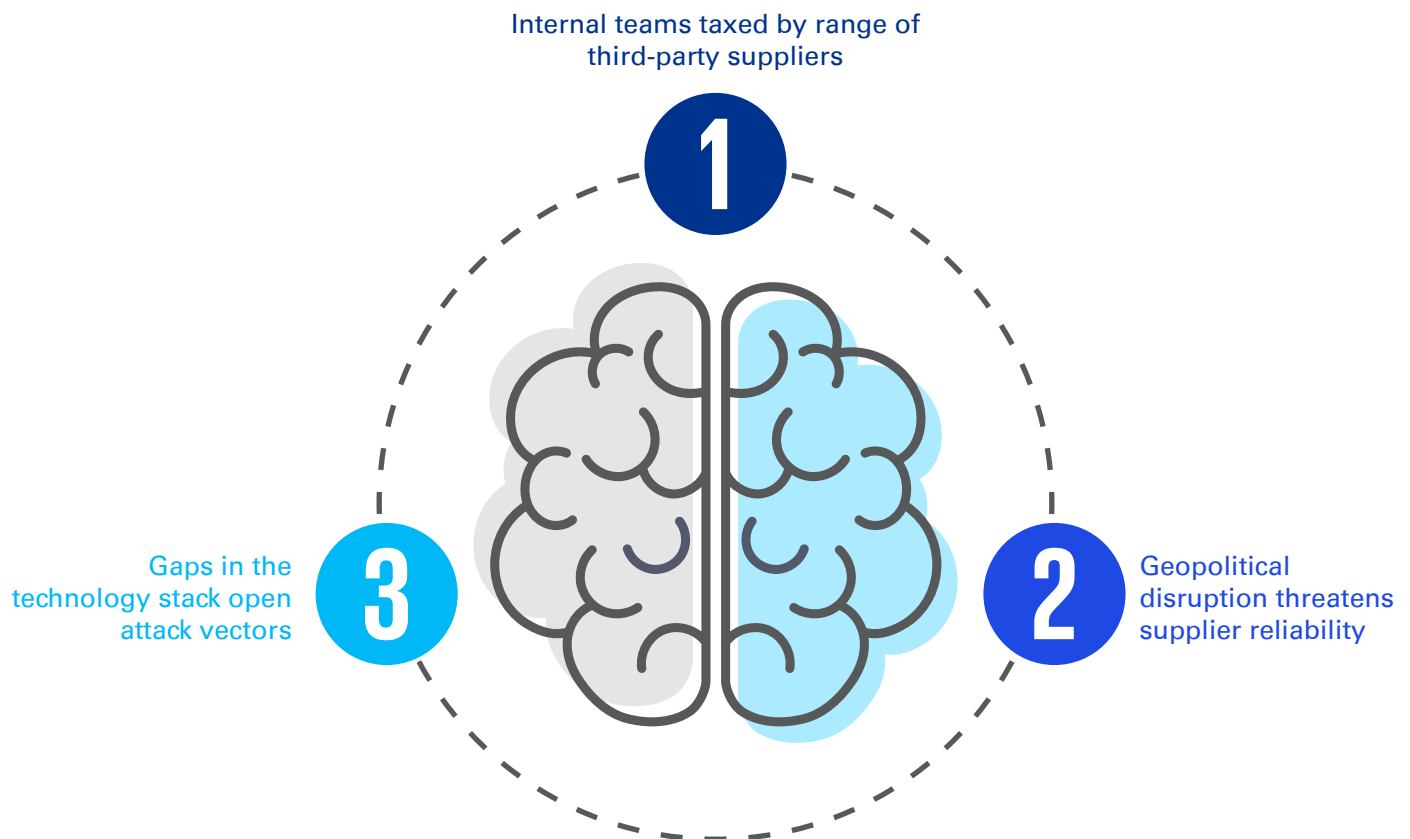 Internal teams taxed by range of
third-party suppliers
1
2
Geopolitical
disruption threatens
supplier reliability
3
Gaps in the
technology stack open
attack vectors